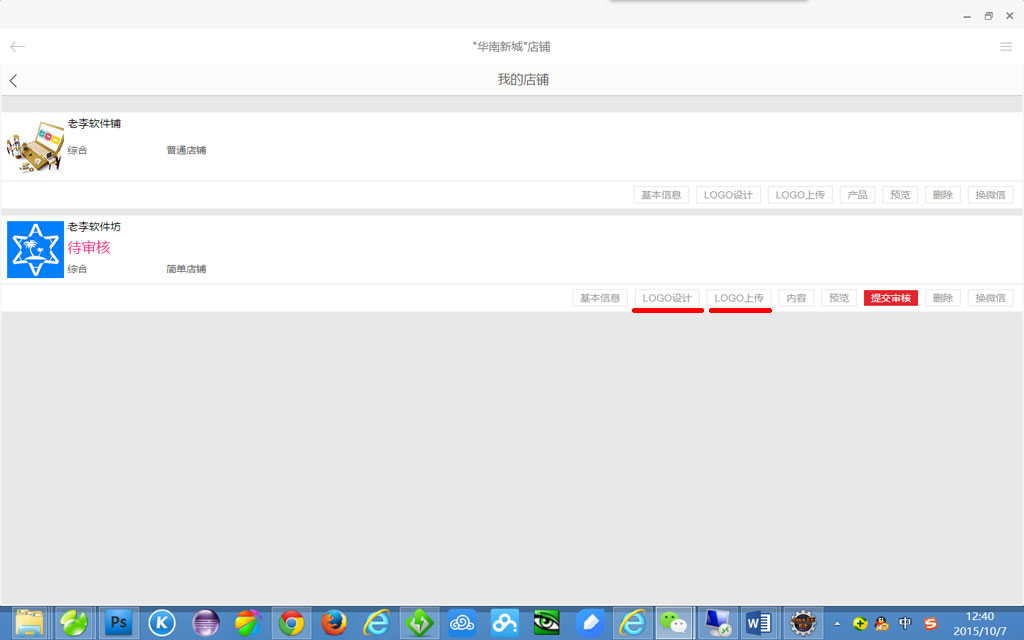 "华南新城"店铺
我的店铺
老李软件铺
综合 普通店铺
基本信息 LOGO设计 LOGO上传 产品 预览 删除 换微信
老李软件坊
待审核
综合 简单店铺
基本信息 LOGO设计 LOGO上传 内容 预览 提交审核 删除 换微信
Ps K 中 12:40
2015/10/7